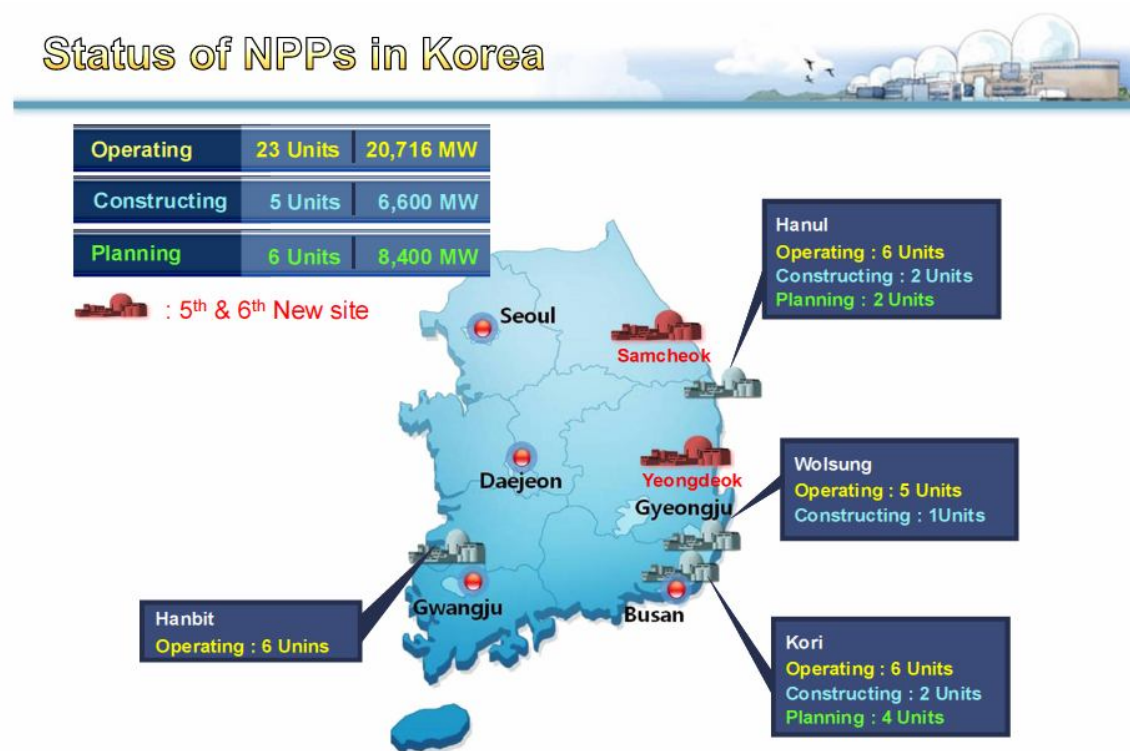 Status of NPPs in Korea
Operating 23 Units 20,716 MW
Constructing 5 Units 6,600 MW
Planning 6 Units 8,400 MW
: 5th & 6th New site
Seoul
Samcheok
Daejeon
Yeongdeok
Gyeongju
Gwangju
Busan
Hanul
Operating : 6 Units
Constructing : 2 Units
Planning : 2 Units
Wolsung
Operating : 5 Units
Constructing : 1Units
Hanbit
Operating : 6 Unins
Kori
Operating : 6 Units
Constructing : 2 Units
Planning : 4 Units